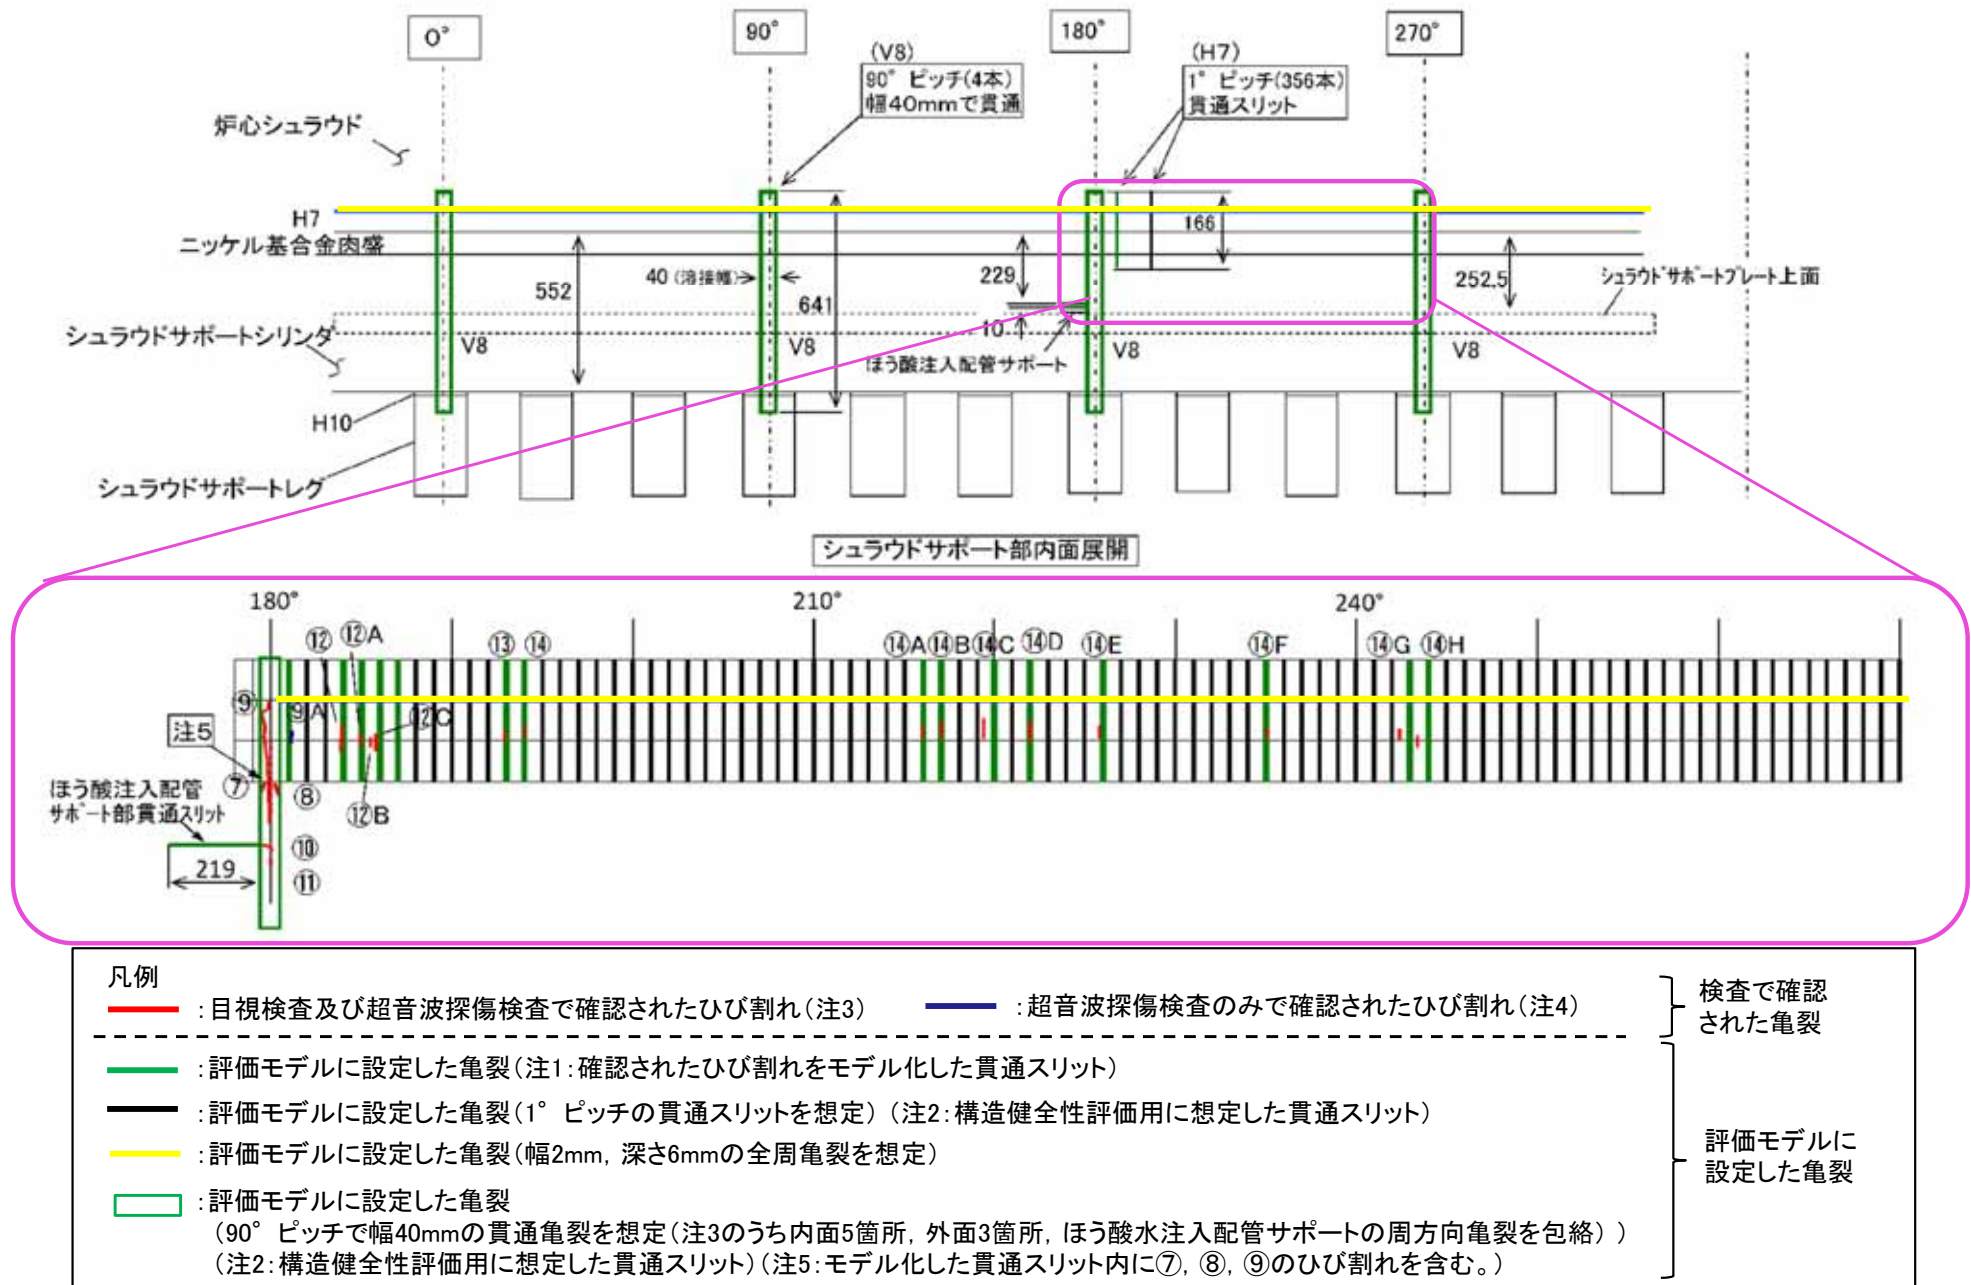 0°
90°
180°
270°
(V8)
90° ピッチ(4本)
幅40mmで貫通
(H7)
1° ピッチ(356本)
貫通スリット
炉心シュラウド
H7
ニッケル基合金肉盛
166
552
40 (溶接幅)
641
229
252.5
シュラウドサポートプレート上面
10
シュラウドサポートシリンダ
V8
V8
V8
V8
ほう酸注入配管サポート
H10
シュラウドサポートレグ
シュラウドサポート部内面展開
180°
210°
240°
⑫
⑫A
⑬
⑭
⑭A
⑭B
⑭C
⑭D
⑭E
⑭F
⑭G
⑭H
⑨
⑨A
⑫C
注5
⑦
⑧
⑫B
ほう酸注入配管
サポート部貫通スリット
⑩
219
⑪
凡例
:目視検査及び超音波探傷検査で確認されたひび割れ(注3)
:超音波探傷検査のみで確認されたひび割れ(注4)
検査で確認
された亀裂
:評価モデルに設定した亀裂(注1:確認されたひび割れをモデル化した貫通スリット)
:評価モデルに設定した亀裂(1° ピッチの貫通スリットを想定) (注2:構造健全性評価用に想定した貫通スリット)
:評価モデルに設定した亀裂(幅2mm, 深さ6mmの全周亀裂を想定)
評価モデルに
設定した亀裂
:評価モデルに設定した亀裂
(90° ピッチで幅40mmの貫通亀裂を想定(注3のうち内面5箇所, 外面3箇所, ほう酸水注入配管サポートの周方向亀裂を包絡) )
(注2:構造健全性評価用に想定した貫通スリット)(注5:モデル化した貫通スリット内に⑦, ⑧, ⑨のひび割れを含む。)